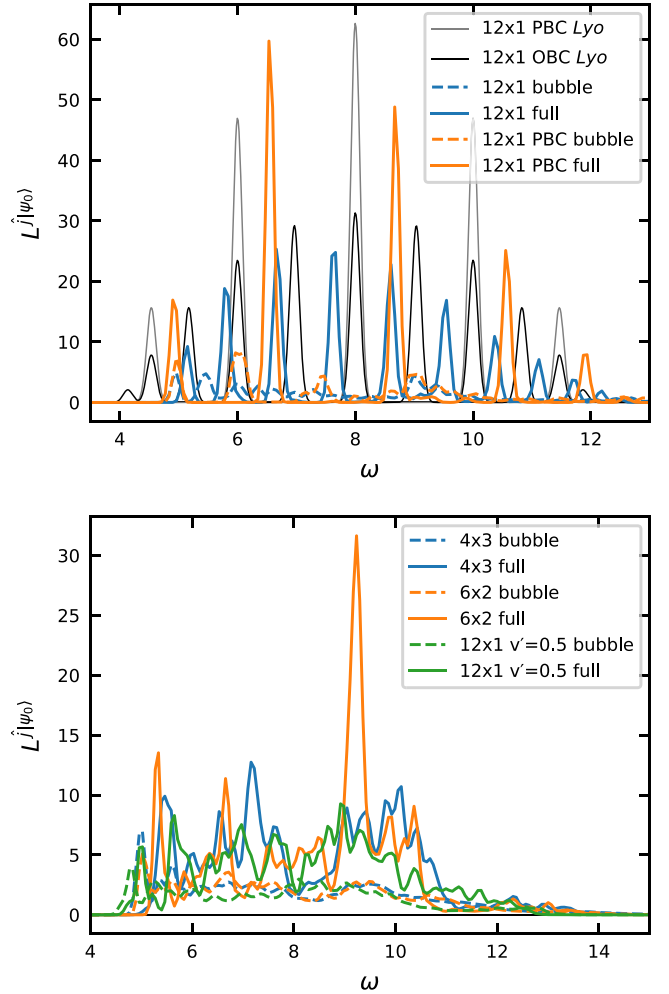 60
50
40
30
20
10
0
L^{ĵ|ψ₀⟩}
12x1 PBC Lyo
12x1 OBC Lyo
12x1 bubble
12x1 full
12x1 PBC bubble
12x1 PBC full
4 6 8 10 12
ω
30
25
20
15
10
5
0
L^{ĵ|ψ₀⟩}
4x3 bubble
4x3 full
6x2 bubble
6x2 full
12x1 v′=0.5 bubble
12x1 v′=0.5 full
4 6 8 10 12 14
ω